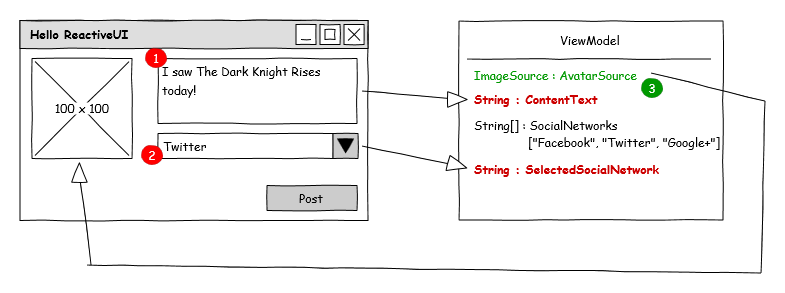 Hello ReactiveUI
1
I saw The Dark Knight Rises
today!
100 x 100
2
Twitter
Post
ViewModel
ImageSource : AvatarSource
3
String : ContentText
String[] : SocialNetworks
["Facebook", "Twitter", "Google+"]
String : SelectedSocialNetwork